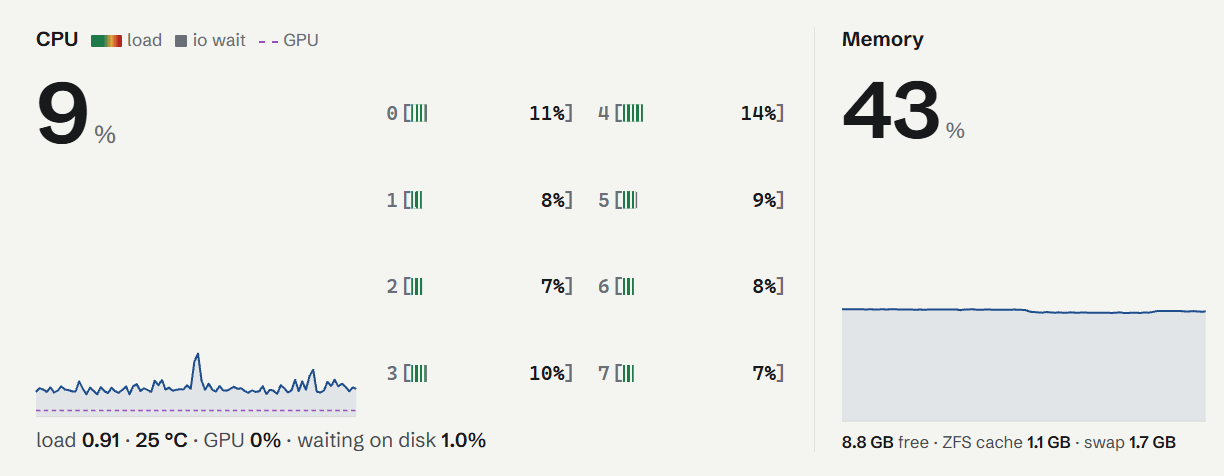 CPU load io wait GPU
9 %
0 [ 11%] 4 [ 14%]
1 [ 8%] 5 [ 9%]
2 [ 7%] 6 [ 8%]
3 [ 10%] 7 [ 7%]
load 0.91 · 25 °C · GPU 0% · waiting on disk 1.0%
Memory
43 %
8.8 GB free · ZFS cache 1.1 GB · swap 1.7 GB